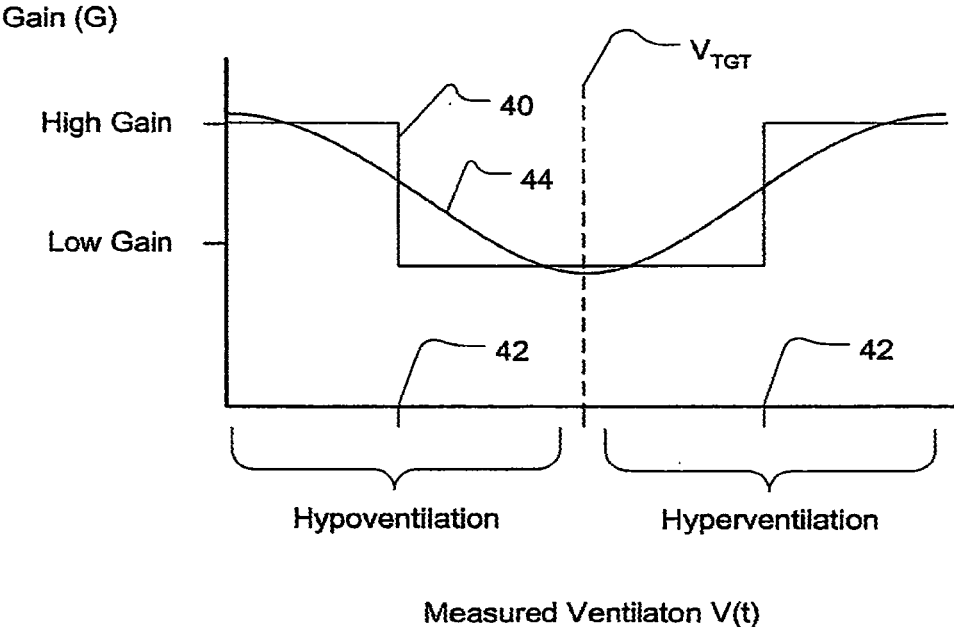 Gain (G)
V_TGT
High Gain
40
44
Low Gain
42
42
Hypoventilation
Hyperventilation
Measured Ventilaton V(t)